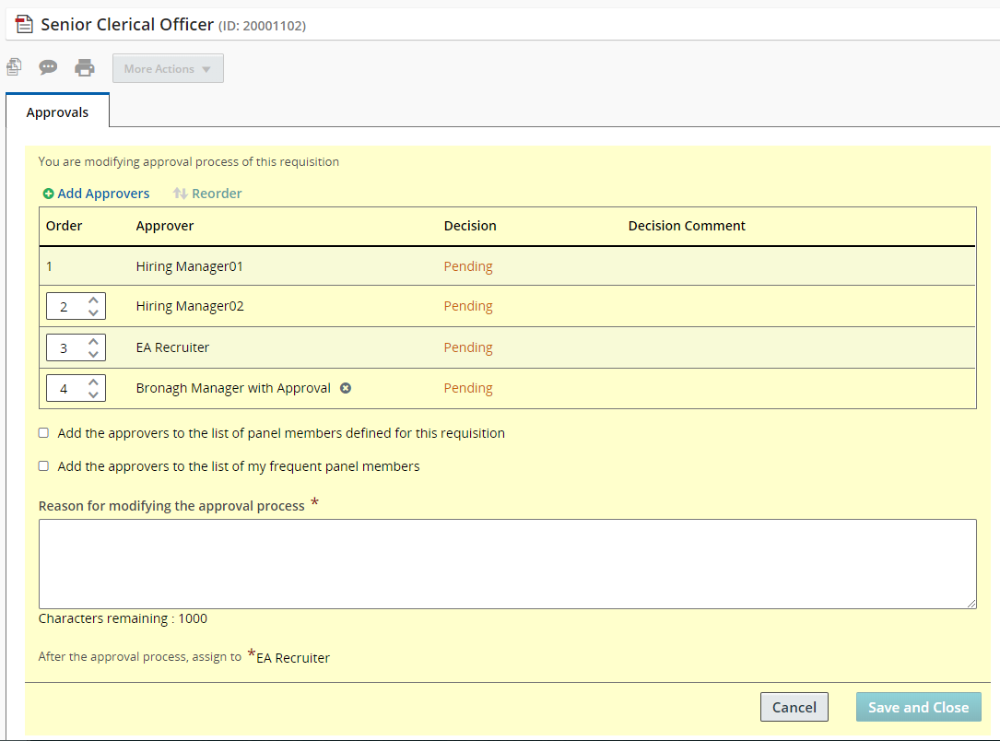 Senior Clerical Officer (ID: 20001102)
More Actions
Approvals
You are modifying approval process of this requisition
Add Approvers Reorder
Order Approver Decision Decision Comment
1 Hiring Manager01 Pending
2 Hiring Manager02 Pending
3 EA Recruiter Pending
4 Bronagh Manager with Approval Pending
Add the approvers to the list of panel members defined for this requisition
Add the approvers to the list of my frequent panel members
Reason for modifying the approval process *
Characters remaining : 1000
After the approval process, assign to *EA Recruiter
Cancel Save and Close